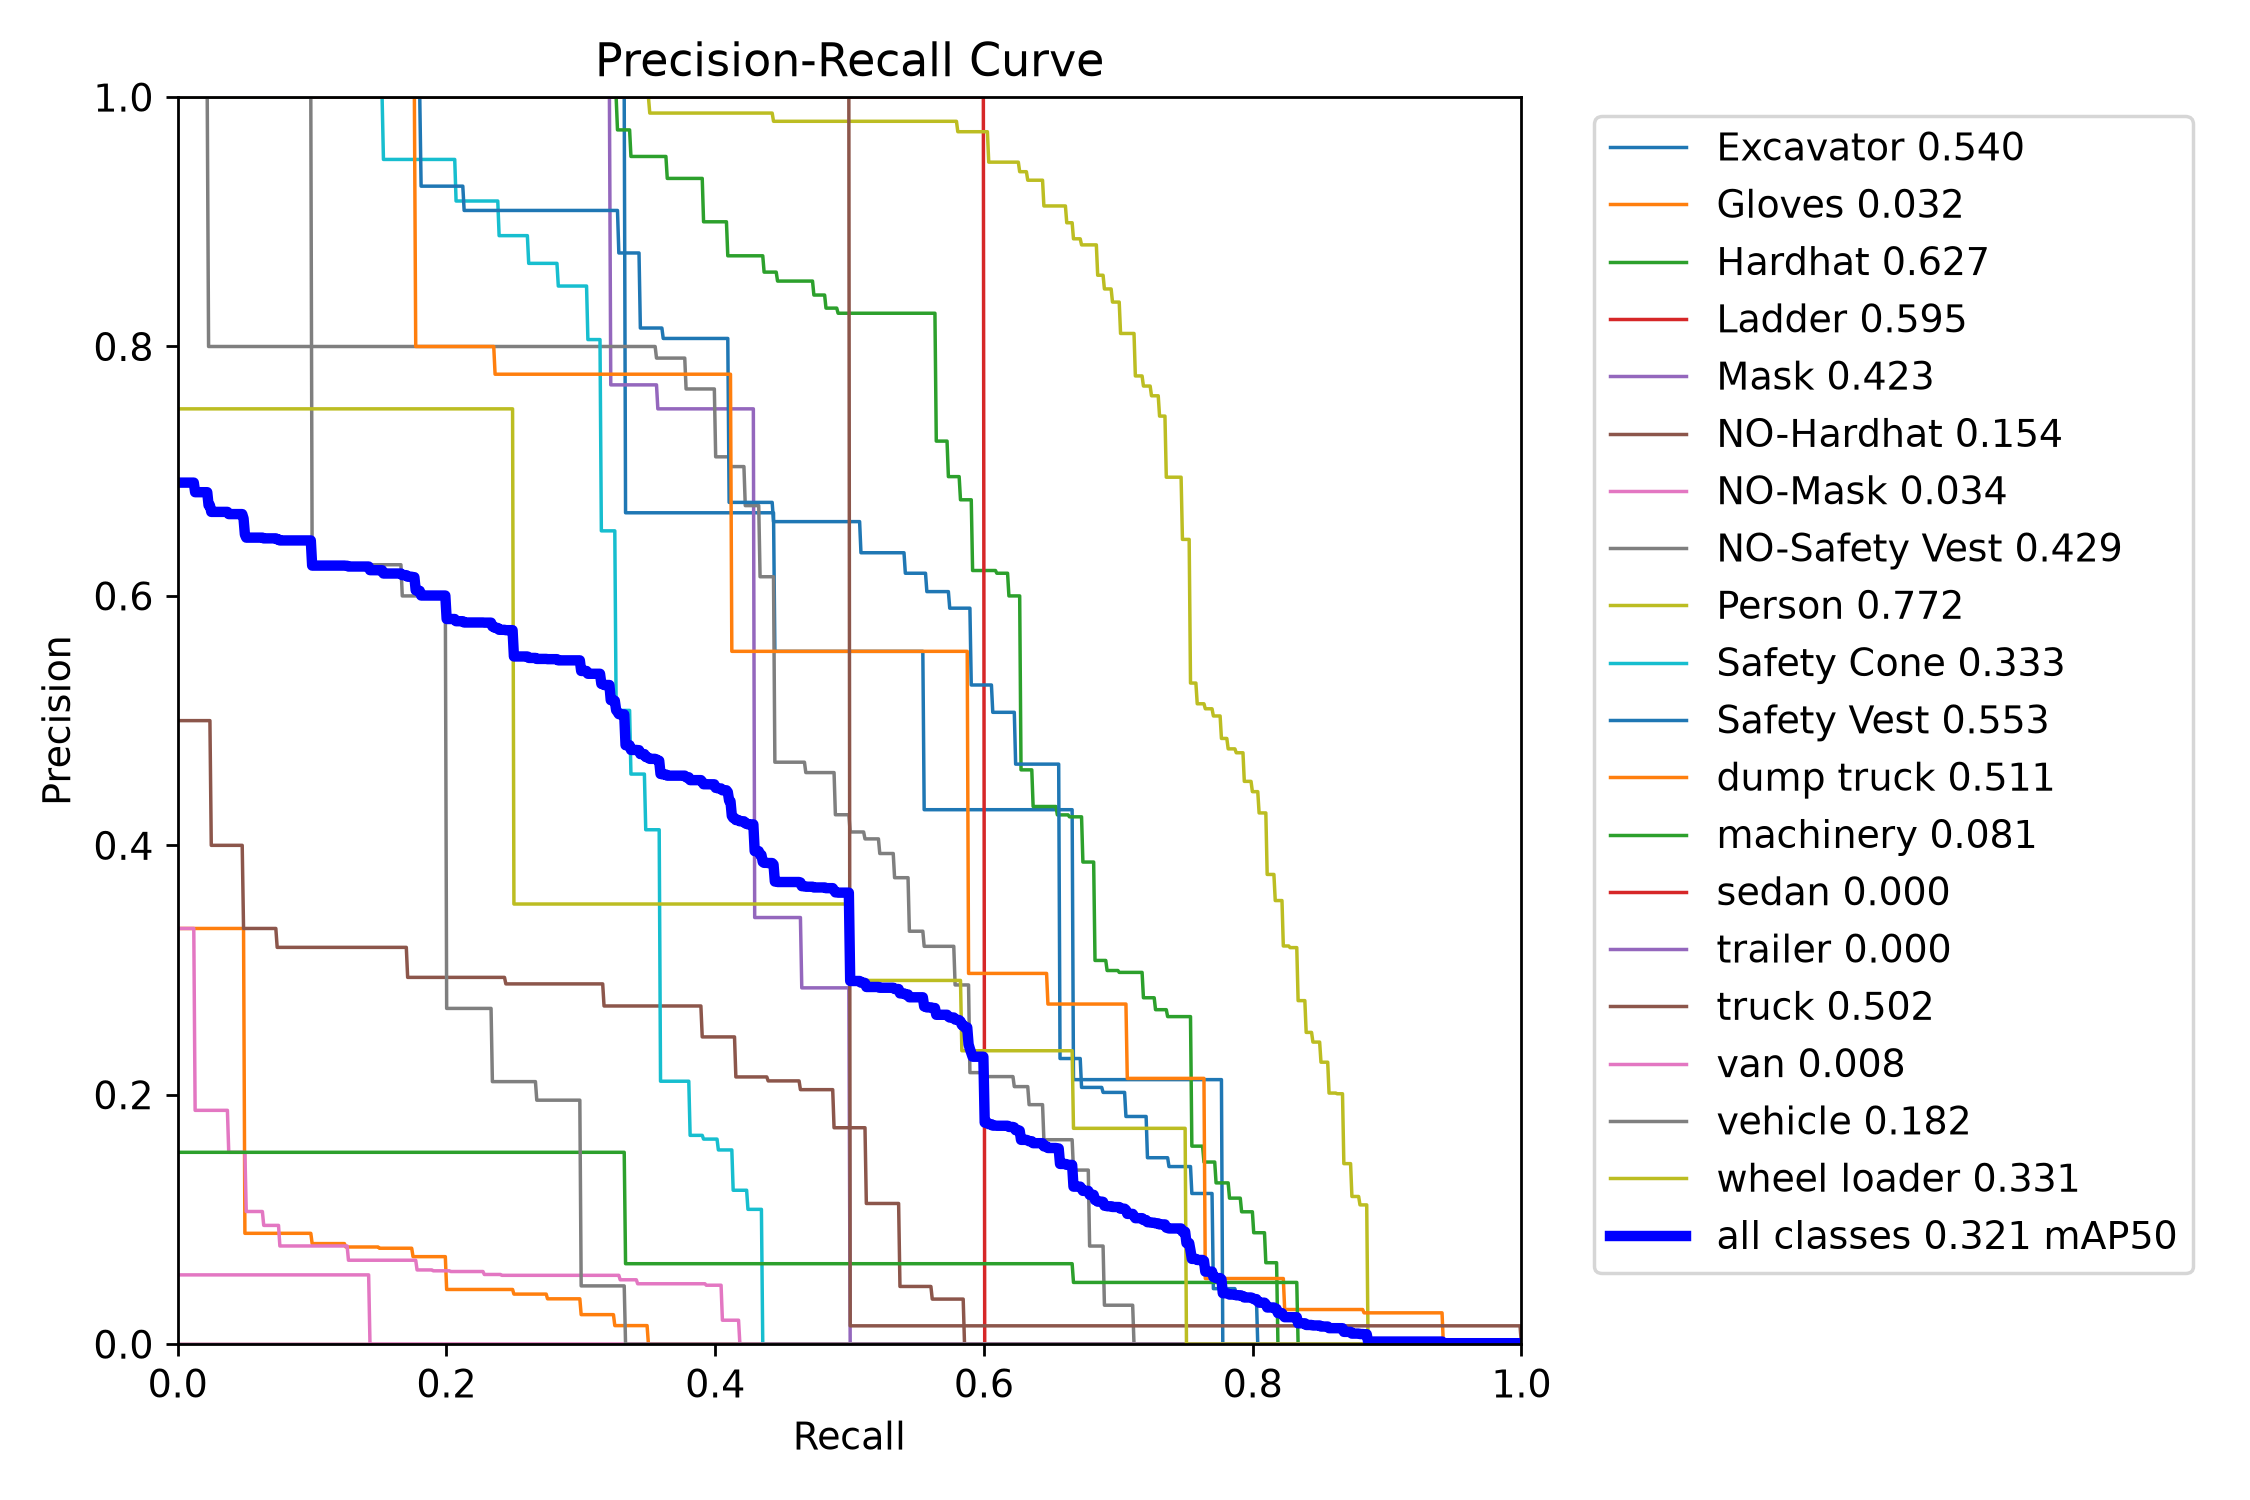 Precision-Recall Curve
1.0
0.8
0.6
0.4
0.2
0.0
Precision
0.0 0.2 0.4 0.6 0.8 1.0
Recall
Excavator 0.540
Gloves 0.032
Hardhat 0.627
Ladder 0.595
Mask 0.423
NO-Hardhat 0.154
NO-Mask 0.034
NO-Safety Vest 0.429
Person 0.772
Safety Cone 0.333
Safety Vest 0.553
dump truck 0.511
machinery 0.081
sedan 0.000
trailer 0.000
truck 0.502
van 0.008
vehicle 0.182
wheel loader 0.331
all classes 0.321 mAP50